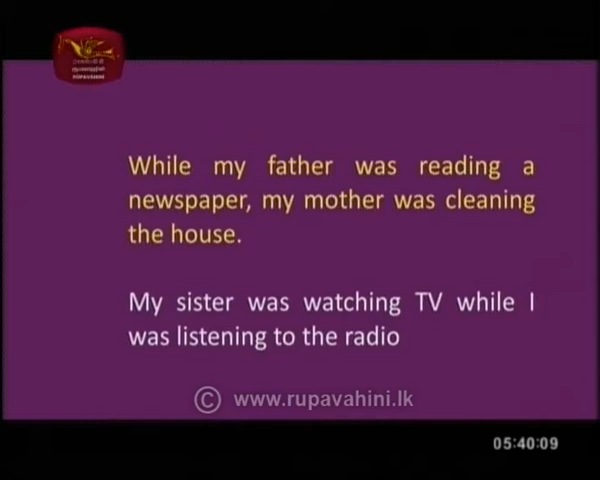 RUPAVAHINI
While my father was reading a
newspaper, my mother was cleaning
the house.
My sister was watching TV while I
was listening to the radio
© www.rupavahini.lk
05:40:09